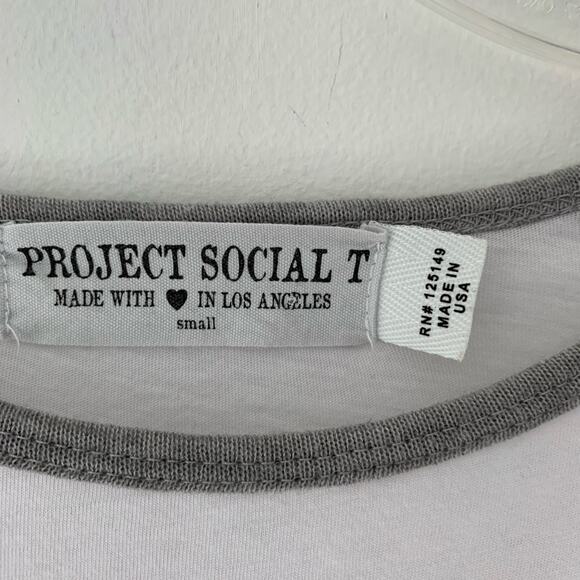 PROJECT SOCIAL T
MADE WITH ♥ IN LOS ANGELES
small
RN# 125149
MADE IN
USA